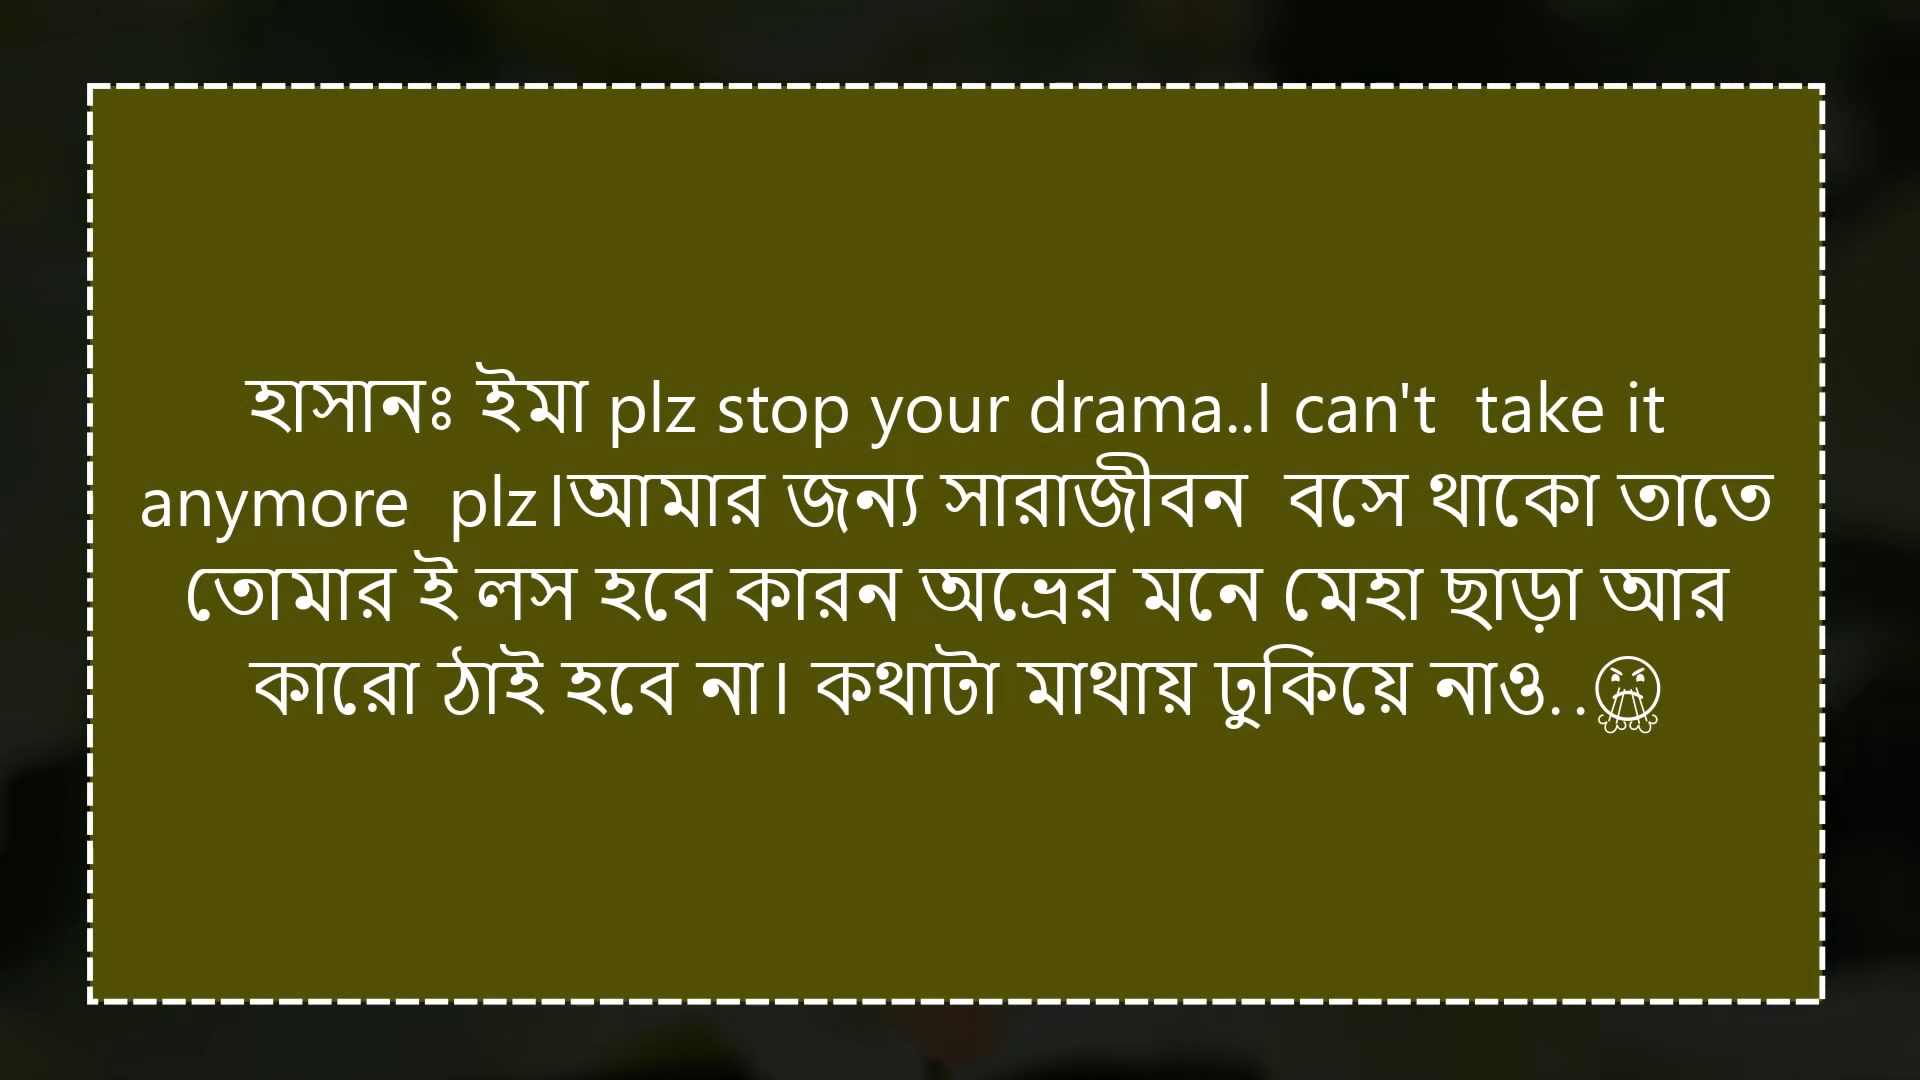 হাসানঃ ইমা plz stop your drama..I can't  take it
anymore  plz।আমার জন্য সারাজীবন  বসে থাকো তাতে
তোমার ই লস হবে কারন অভ্রের মনে মেহা ছাড়া আর
কারো ঠাই হবে না। কথাটা মাথায় ঢুকিয়ে নাও..😤